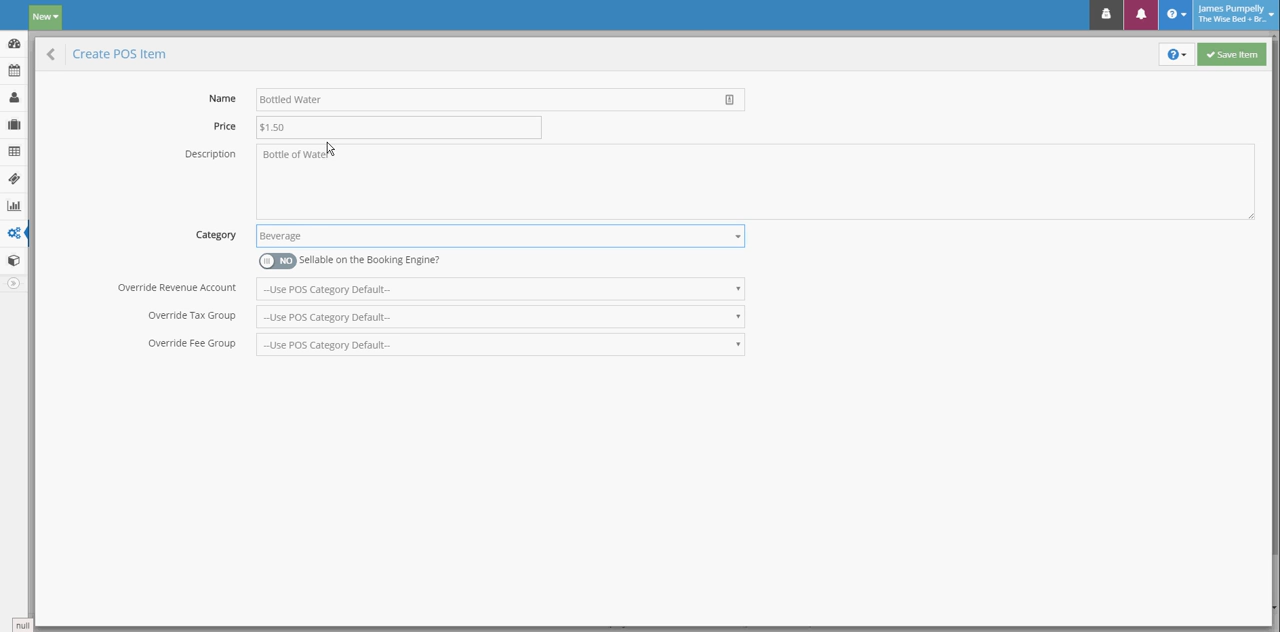 New
James Pumpelly
The Wise Bed + Br...
Create POS Item
Save Item
Name
Bottled Water
Price
$1.50
Description
Bottle of Water
Category
Beverage
NO
Sellable on the Booking Engine?
Override Revenue Account
--Use POS Category Default--
Override Tax Group
--Use POS Category Default--
Override Fee Group
--Use POS Category Default--
null